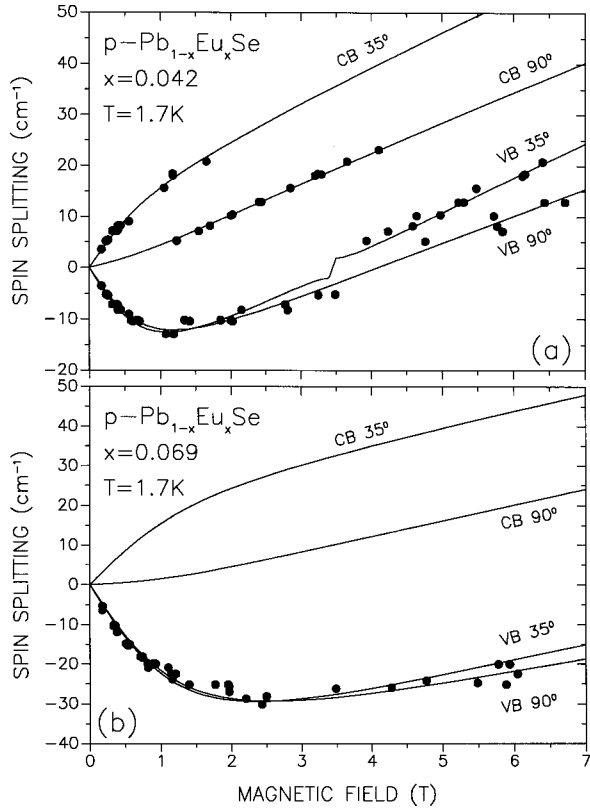 50
40
30
20
10
0
-10
-20
SPIN SPLITTING (cm⁻¹)
p-Pb₁₋ₓEuₓSe
x=0.042
T=1.7K
CB 35°
CB 90°
VB 35°
VB 90°
(a)
50
40
30
20
10
0
-10
-20
-30
-40
SPIN SPLITTING (cm⁻¹)
p-Pb₁₋ₓEuₓSe
x=0.069
T=1.7K
CB 35°
CB 90°
VB 35°
VB 90°
(b)
0 1 2 3 4 5 6 7
MAGNETIC FIELD (T)